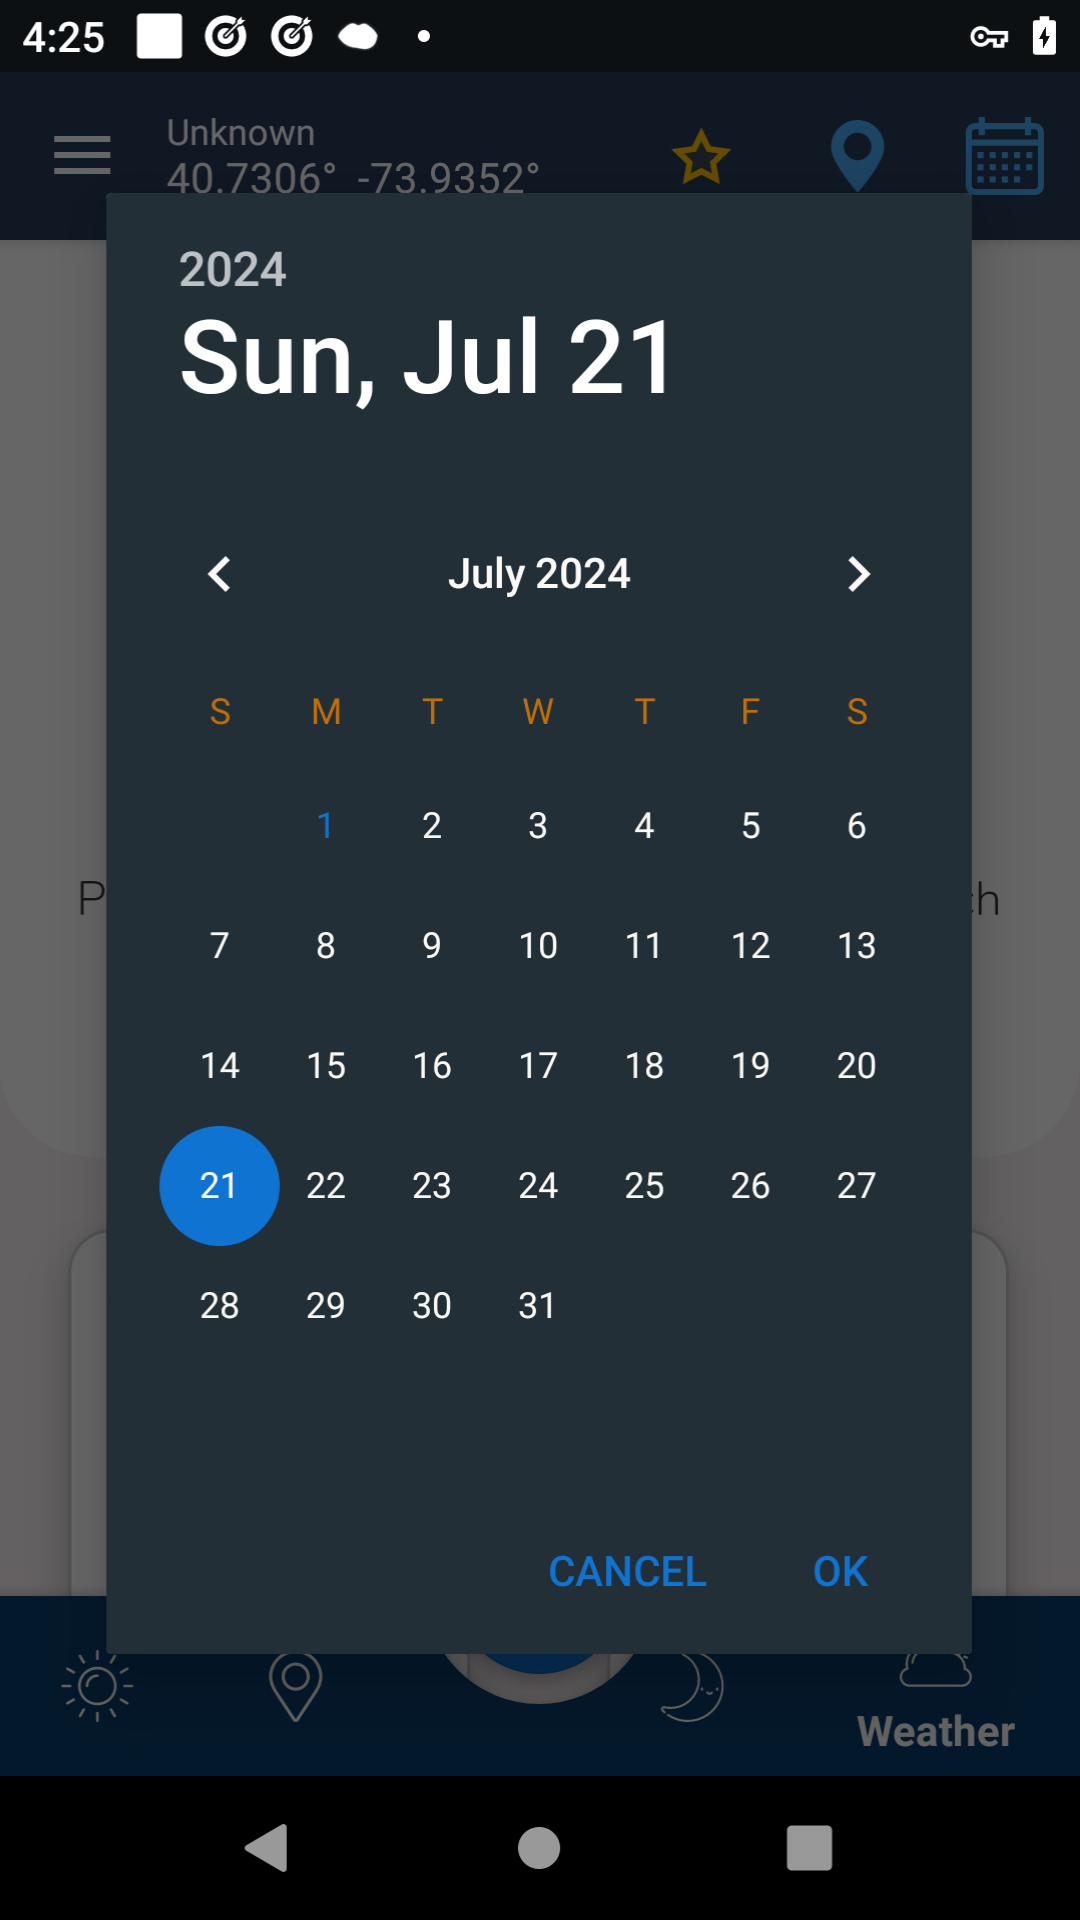 4:25
Unknown
40.7306° -73.9352°
2024
Sun, Jul 21
July 2024
S M T W T F S
1 2 3 4 5 6
7 8 9 10 11 12 13
14 15 16 17 18 19 20
21 22 23 24 25 26 27
28 29 30 31
CANCEL OK
Weather